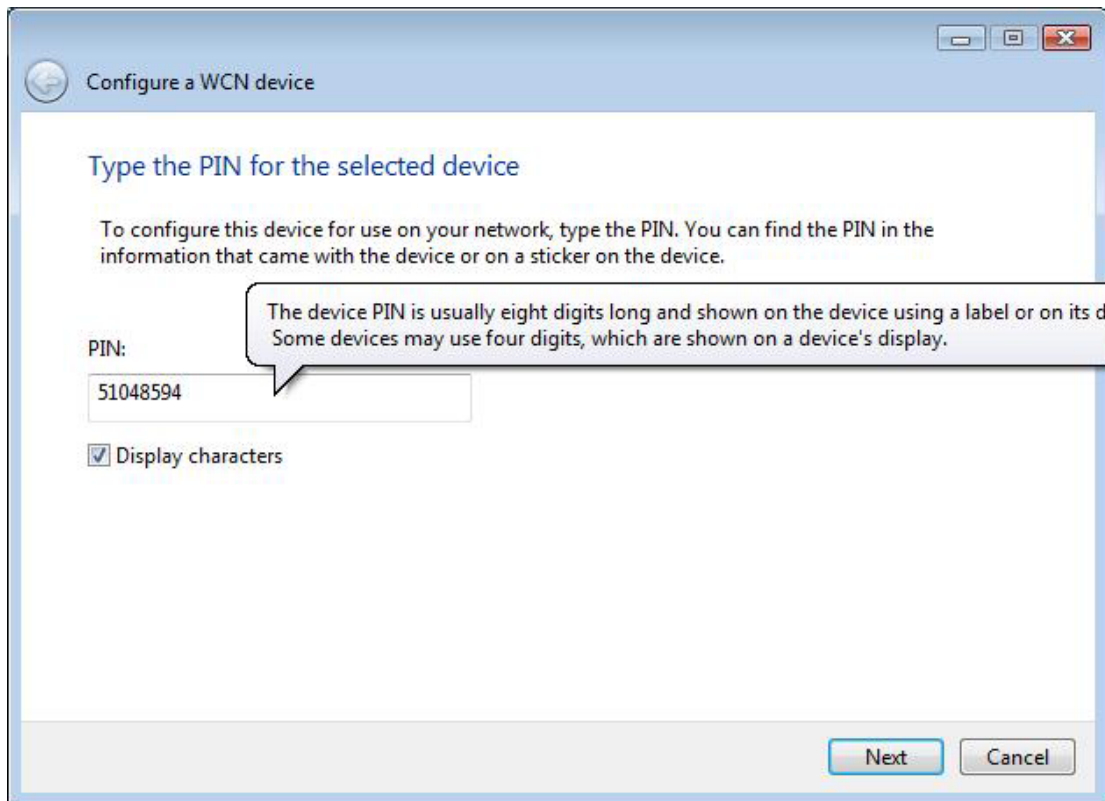 Configure a WCN device
Type the PIN for the selected device
To configure this device for use on your network, type the PIN. You can find the PIN in the
information that came with the device or on a sticker on the device.
The device PIN is usually eight digits long and shown on the device using a label or on its d
Some devices may use four digits, which are shown on a device's display.
PIN:
51048594
Display characters
Next
Cancel